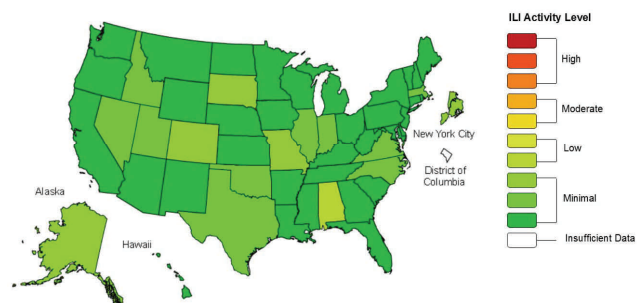 ILI Activity Level
High
Moderate
Low
Minimal
Insufficient Data
New York City
District of
Columbia
Alaska
Hawaii